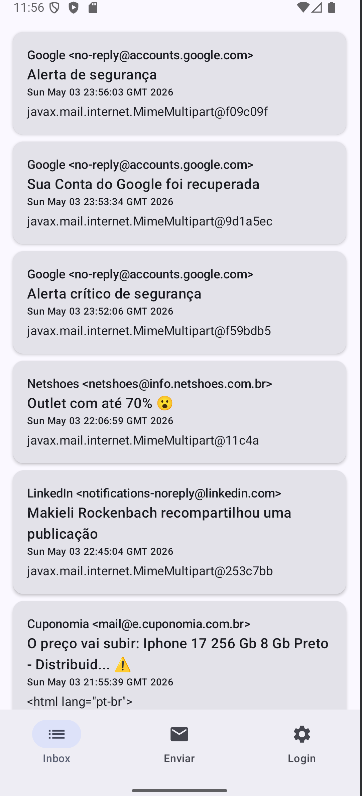 11:56
Google <no-reply@accounts.google.com>
Alerta de segurança
Sun May 03 23:56:03 GMT 2026
javax.mail.internet.MimeMultipart@f09c09f
Google <no-reply@accounts.google.com>
Sua Conta do Google foi recuperada
Sun May 03 23:53:34 GMT 2026
javax.mail.internet.MimeMultipart@9d1a5ec
Google <no-reply@accounts.google.com>
Alerta crítico de segurança
Sun May 03 23:52:06 GMT 2026
javax.mail.internet.MimeMultipart@f59bdb5
Netshoes <netshoes@info.netshoes.com.br>
Outlet com até 70% 😮
Sun May 03 22:06:59 GMT 2026
javax.mail.internet.MimeMultipart@11c4a
LinkedIn <notifications-noreply@linkedin.com>
Makieli Rockenbach recompartilhou uma
publicação
Sun May 03 22:45:04 GMT 2026
javax.mail.internet.MimeMultipart@253c7bb
Cuponomia <mail@e.cuponomia.com.br>
O preço vai subir: Iphone 17 256 Gb 8 Gb Preto
- Distribuid... ⚠️
Sun May 03 21:55:39 GMT 2026
<html lang="pt-br">
Inbox
Enviar
Login